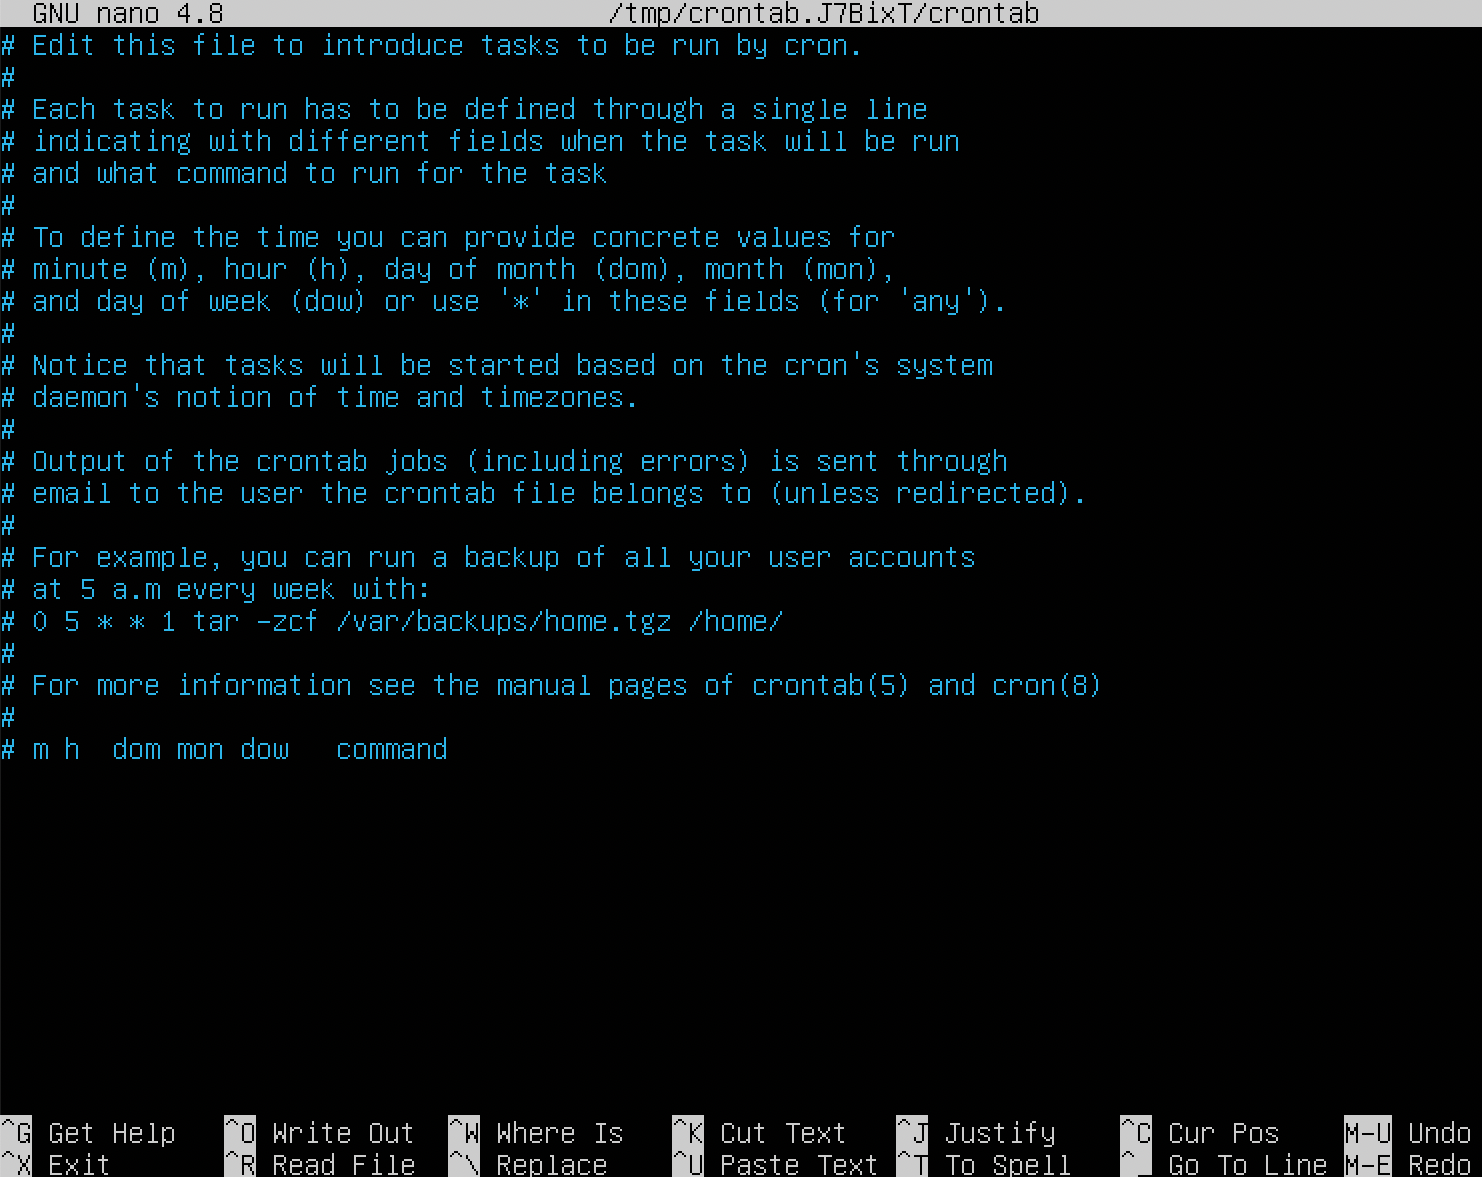 GNU nano 4.8 /tmp/crontab.J7BixT/crontab
# Edit this file to introduce tasks to be run by cron.
#
# Each task to run has to be defined through a single line
# indicating with different fields when the task will be run
# and what command to run for the task
#
# To define the time you can provide concrete values for
# minute (m), hour (h), day of month (dom), month (mon),
# and day of week (dow) or use '*' in these fields (for 'any').
#
# Notice that tasks will be started based on the cron's system
# daemon's notion of time and timezones.
#
# Output of the crontab jobs (including errors) is sent through
# email to the user the crontab file belongs to (unless redirected).
#
# For example, you can run a backup of all your user accounts
# at 5 a.m every week with:
# 0 5 * * 1 tar -zcf /var/backups/home.tgz /home/
#
# For more information see the manual pages of crontab(5) and cron(8)
#
# m h  dom mon dow   command
^G Get Help ^O Write Out ^W Where Is ^K Cut Text ^J Justify ^C Cur Pos M-U Undo
^X Exit ^R Read File ^\ Replace ^U Paste Text ^T To Spell ^_ Go To Line M-E Redo